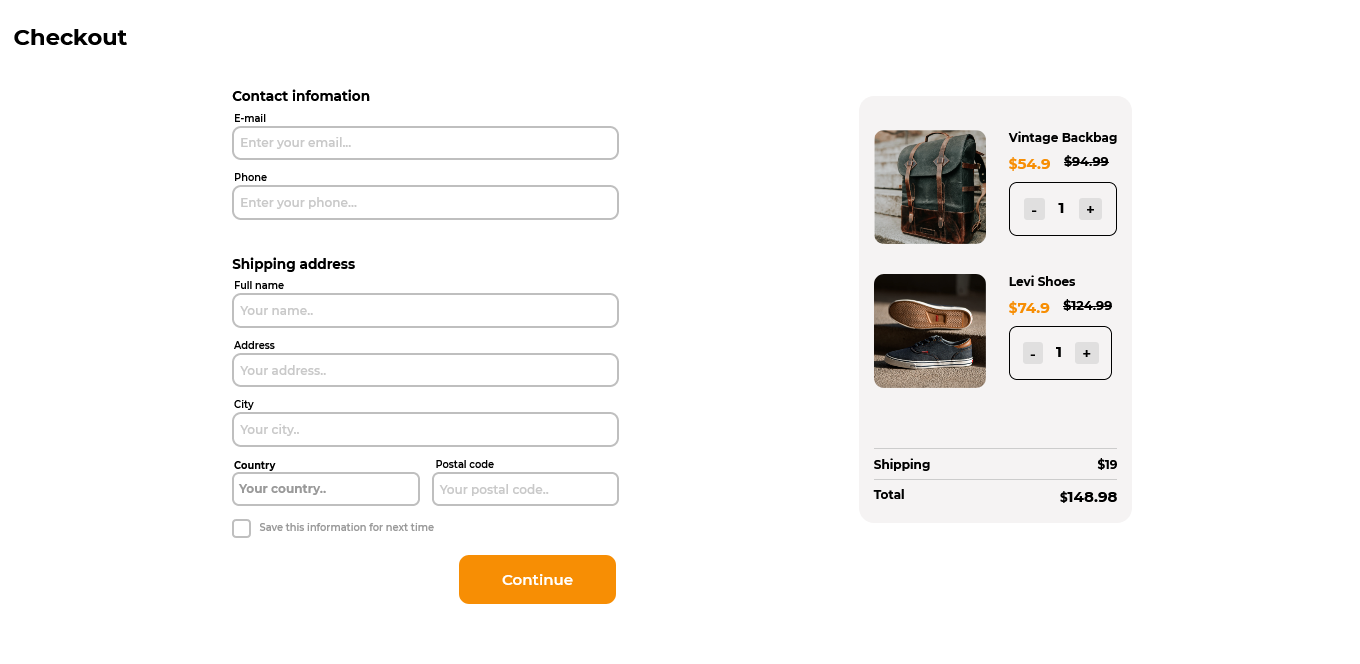 Checkout
Contact infomation
E-mail
Enter your email...
Phone
Enter your phone...
Shipping address
Full name
Your name..
Address
Your address..
City
Your city..
Country
Postal code
Your country..
Your postal code..
Save this information for next time
Continue
Vintage Backbag
$54.9 $94.99
- 1 +
Levi Shoes
$74.9 $124.99
- 1 +
Shipping $19
Total $148.98